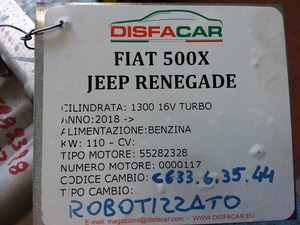 DISFACAR
FIAT 500X
JEEP RENEGADE
CILINDRATA: 1300 16V TURBO
ANNO:2018 ->
ALIMENTAZIONE:BENZINA
KW: 110 – CV:
TIPO MOTORE: 55282328
NUMERO MOTORE: 0000117
CODICE CAMBIO: C633.6.35.44
TIPO CAMBIO:
ROBOTIZZATO
E-mail: magazzino@disfacar.com WWW.DISFACAR.EU